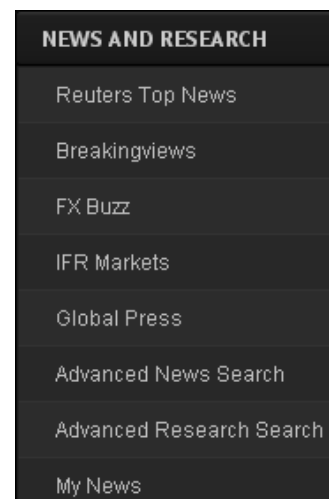 NEWS AND RESEARCH
Reuters Top News
Breakingviews
FX Buzz
IFR Markets
Global Press
Advanced News Search
Advanced Research Search
My News